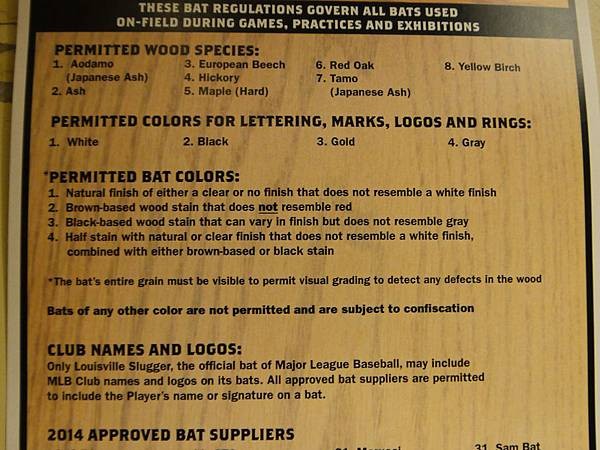 THESE BAT REGULATIONS GOVERN ALL BATS USED
ON-FIELD DURING GAMES, PRACTICES AND EXHIBITIONS
PERMITTED WOOD SPECIES:
1. Aodamo (Japanese Ash)
2. Ash
3. European Beech
4. Hickory
5. Maple (Hard)
6. Red Oak
7. Tamo (Japanese Ash)
8. Yellow Birch
PERMITTED COLORS FOR LETTERING, MARKS, LOGOS AND RINGS:
1. White 2. Black 3. Gold 4. Gray
*PERMITTED BAT COLORS:
1. Natural finish of either a clear or no finish that does not resemble a white finish
2. Brown-based wood stain that does not resemble red
3. Black-based wood stain that can vary in finish but does not resemble gray
4. Half stain with natural or clear finish that does not resemble a white finish,
combined with either brown-based or black stain
*The bat's entire grain must be visible to permit visual grading to detect any defects in the wood
Bats of any other color are not permitted and are subject to confiscation
CLUB NAMES AND LOGOS:
Only Louisville Slugger, the official bat of Major League Baseball, may include
MLB Club names and logos on its bats. All approved bat suppliers are permitted
to include the Player's name or signature on a bat.
2014 APPROVED BAT SUPPLIERS
31. Sam Bat